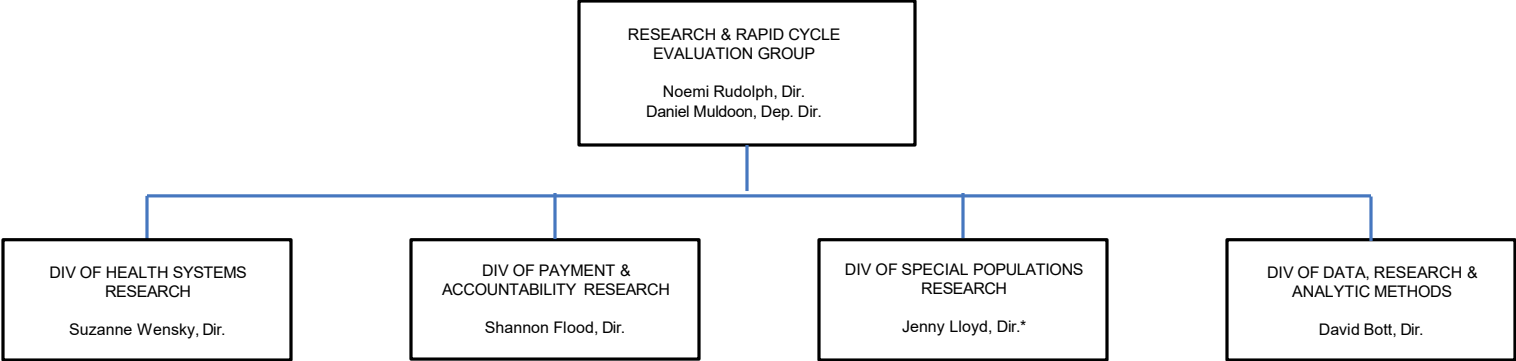 RESEARCH & RAPID CYCLE
EVALUATION GROUP
Noemi Rudolph, Dir.
Daniel Muldoon, Dep. Dir.
DIV OF HEALTH SYSTEMS
RESEARCH
Suzanne Wensky, Dir.
DIV OF PAYMENT &
ACCOUNTABILITY RESEARCH
Shannon Flood, Dir.
DIV OF SPECIAL POPULATIONS
RESEARCH
Jenny Lloyd, Dir.*
DIV OF DATA, RESEARCH &
ANALYTIC METHODS
David Bott, Dir.